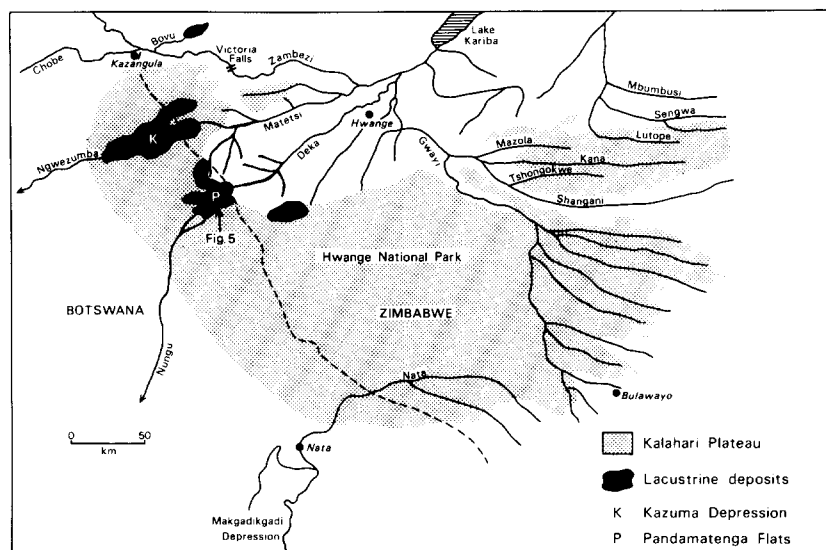 Lake
Kariba
Bovu
Victoria
Falls
Zambezi
Chobe
Kazangula
Mbumbusi
Sengwa
Lutope
Matetsi
Hwange
K
Deka
Gwayi
Mazola
Kana
Tshongokwe
Ngwezumba
Shangani
P
Fig. 5
Hwange National Park
BOTSWANA
ZIMBABWE
Nungu
Nata
Bulawayo
0 50
km
Nata
Makgadikgadi
Depression
Kalahari Plateau
Lacustrine deposits
K Kazuma Depression
P Pandamatenga Flats